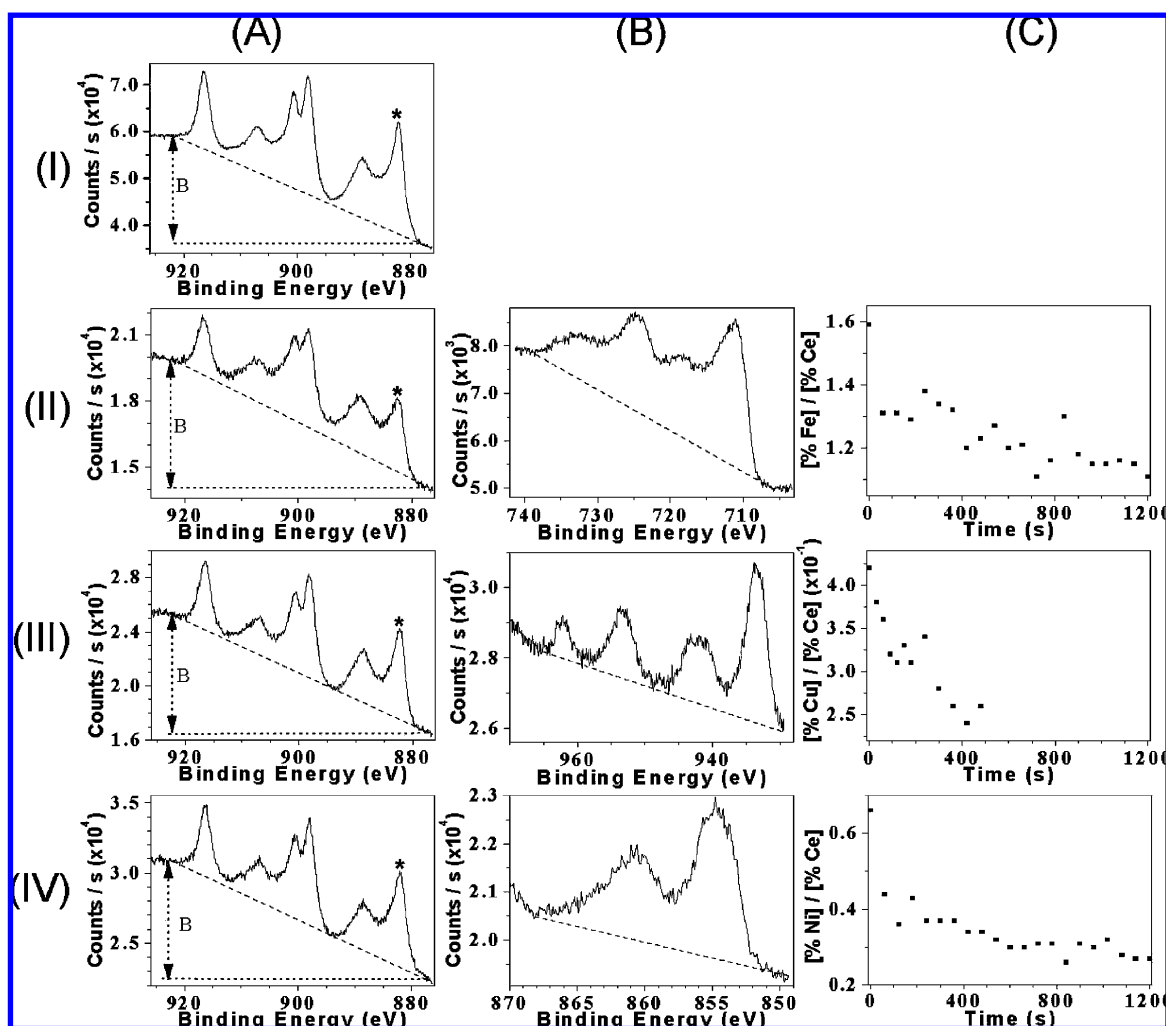 (A) (B) (C)
(I)
Counts / s (x10⁴)
7.0
6.0
5.0
4.0
B
*
920 900 880
Binding Energy (eV)
(II)
Counts / s (x10⁴)
2.1
1.8
1.5
B
*
920 900 880
Binding Energy (eV)
Counts / s (x10³)
9.0
8.0
7.0
6.0
5.0
740 730 720 710
Binding Energy (eV)
[% Fe] / [% Ce]
1.6
1.4
1.2
0 400 800 1200
Time (s)
(III)
Counts / s (x10⁴)
2.8
2.4
2.0
1.6
B
*
920 900 880
Binding Energy (eV)
Counts / s (x10⁴)
3.0
2.8
2.6
960 940
Binding Energy (eV)
[% Cu] / [% Ce] (x10⁻¹)
4.0
3.5
3.0
2.5
0 400 800 1200
Time (s)
(IV)
Counts / s (x10⁴)
3.5
3.0
2.5
B
*
920 900 880
Binding Energy (eV)
Counts / s (x10⁴)
2.3
2.2
2.1
2.0
870 865 860 855 850
Binding Energy (eV)
[% Ni] / [% Ce]
0.6
0.4
0.2
0 400 800 1200
Time (s)